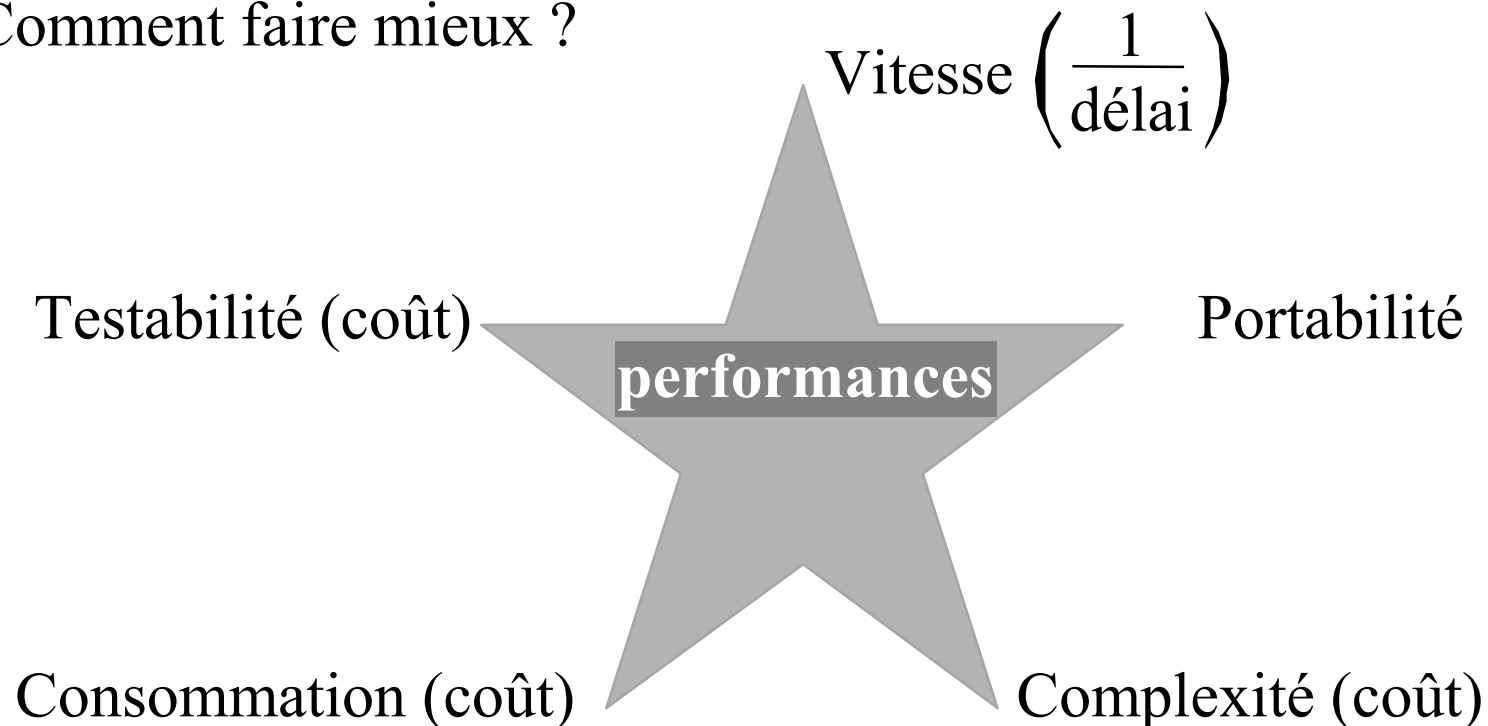 Comment faire mieux ?
Vitesse (1/délai)
Testabilité (coût)
Portabilité
performances
Consommation (coût)
Complexité (coût)